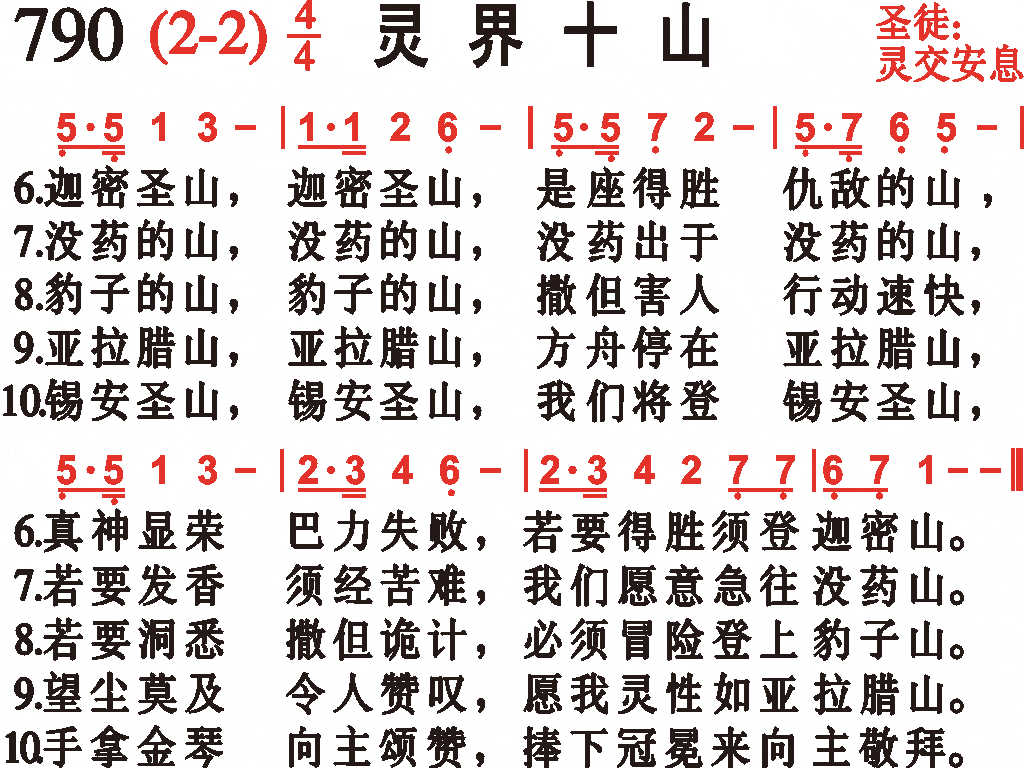 790 (2-2) 4/4 灵界十山 圣徒：
灵交安息
5·5 1 3 - | 1·1 2 6 - | 5·5 7 2 - | 5·7 6 5 - |
6.迦密圣山， 迦密圣山， 是座得胜 仇敌的山，
7.没药的山， 没药的山， 没药出于 没药的山，
8.豹子的山， 豹子的山， 撒但害人 行动速快，
9.亚拉腊山， 亚拉腊山， 方舟停在 亚拉腊山，
10.锡安圣山， 锡安圣山， 我们将登 锡安圣山，
5·5 1 3 - | 2·3 4 6 - | 2·3 4 2 7 7 | 6 7 1 - - ‖
6.真神显荣 巴力失败， 若要得胜须登迦密山。
7.若要发香 须经苦难， 我们愿意急往没药山。
8.若要洞悉 撒但诡计， 必须冒险登上豹子山。
9.望尘莫及 令人赞叹， 愿我灵性如亚拉腊山。
10.手拿金琴 向主颂赞， 捧下冠冕来向主敬拜。